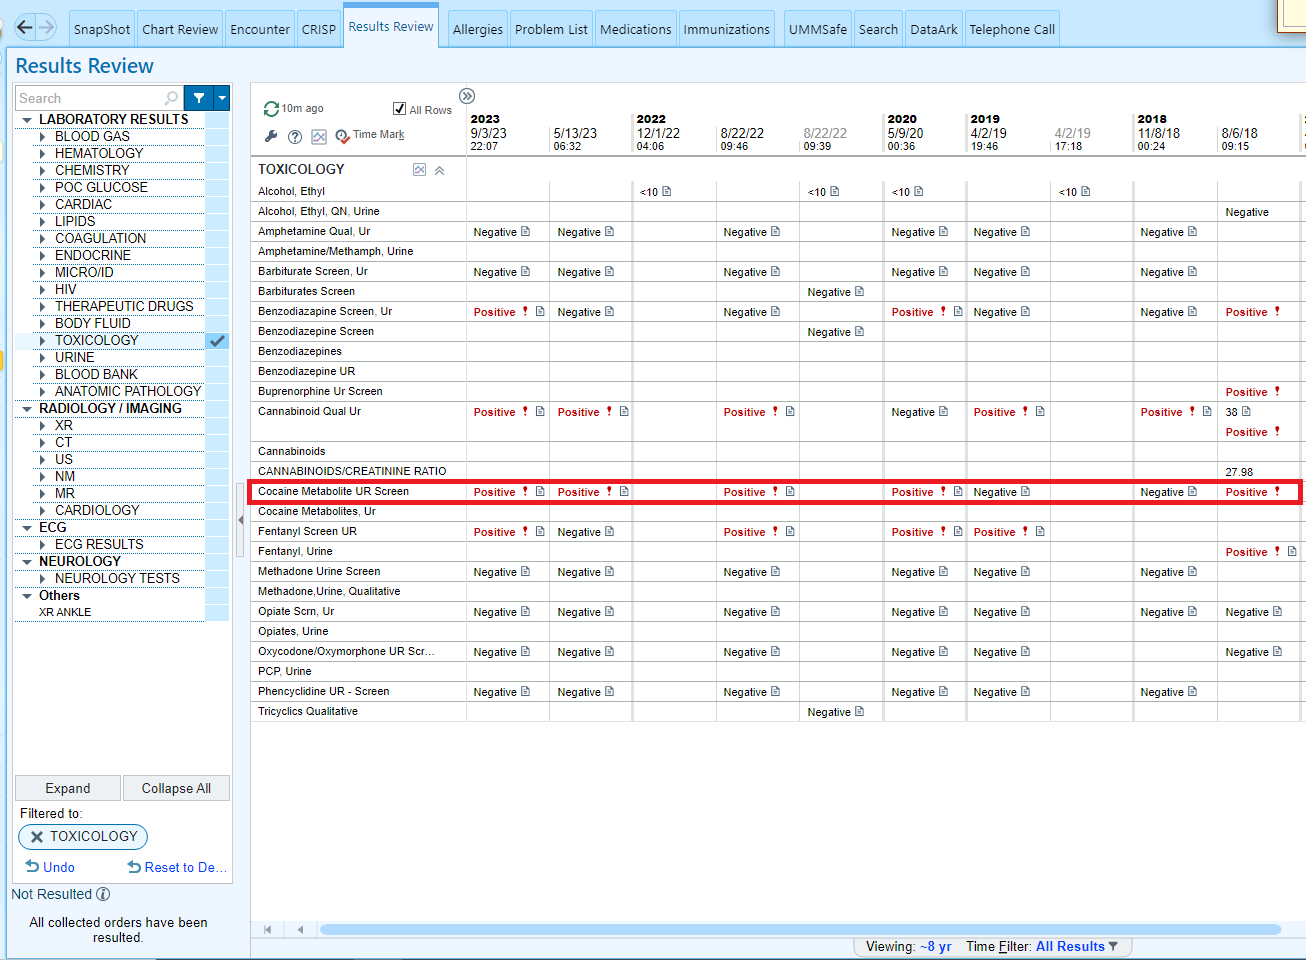 SnapShot Chart Review Encounter CRISP Results Review Allergies Problem List Medications Immunizations UMMSafe Search DataArk Telephone Call
Results Review
Search
LABORATORY RESULTS
BLOOD GAS
HEMATOLOGY
CHEMISTRY
POC GLUCOSE
CARDIAC
LIPIDS
COAGULATION
ENDOCRINE
MICRO/ID
HIV
THERAPEUTIC DRUGS
BODY FLUID
TOXICOLOGY
URINE
BLOOD BANK
ANATOMIC PATHOLOGY
RADIOLOGY / IMAGING
XR
CT
US
NM
MR
CARDIOLOGY
ECG
ECG RESULTS
NEUROLOGY
NEUROLOGY TESTS
Others
XR ANKLE
Expand Collapse All
Filtered to:
TOXICOLOGY
Undo Reset to De...
Not Resulted
All collected orders have been
resulted.
10m ago All Rows
Time Mark
2023 2022 2020 2019 2018
9/3/23 5/13/23 12/1/22 8/22/22 8/22/22 5/9/20 4/2/19 4/2/19 11/8/18 8/6/18
22:07 06:32 04:06 09:46 09:39 00:36 19:46 17:18 00:24 09:15
TOXICOLOGY
Alcohol, Ethyl <10 <10 <10 <10
Alcohol, Ethyl, QN, Urine Negative
Amphetamine Qual, Ur Negative Negative Negative Negative Negative Negative
Amphetamine/Methamph, Urine
Barbiturate Screen, Ur Negative Negative Negative Negative Negative Negative
Barbiturates Screen Negative
Benzodiazapine Screen, Ur Positive ! Negative Negative Positive ! Negative Negative Positive !
Benzodiazepine Screen Negative
Benzodiazepines
Benzodiazepine UR
Buprenorphine Ur Screen Positive !
Cannabinoid Qual Ur Positive ! Positive ! Positive ! Negative Positive ! Positive ! 38
Positive !
Cannabinoids
CANNABINOIDS/CREATININE RATIO 27.98
Cocaine Metabolite UR Screen Positive ! Positive ! Positive ! Positive ! Negative Negative Positive !
Cocaine Metabolites, Ur
Fentanyl Screen UR Positive ! Negative Positive ! Positive ! Positive !
Fentanyl, Urine Positive !
Methadone Urine Screen Negative Negative Negative Negative Negative Negative
Methadone,Urine, Qualitative
Opiate Scrn, Ur Negative Negative Negative Negative Negative Negative Negative
Opiates, Urine
Oxycodone/Oxymorphone UR Scr... Negative Negative Negative Negative Negative Negative
PCP, Urine
Phencyclidine UR - Screen Negative Negative Negative Negative Negative Negative
Tricyclics Qualitative Negative
Viewing: ~8 yr Time Filter: All Results